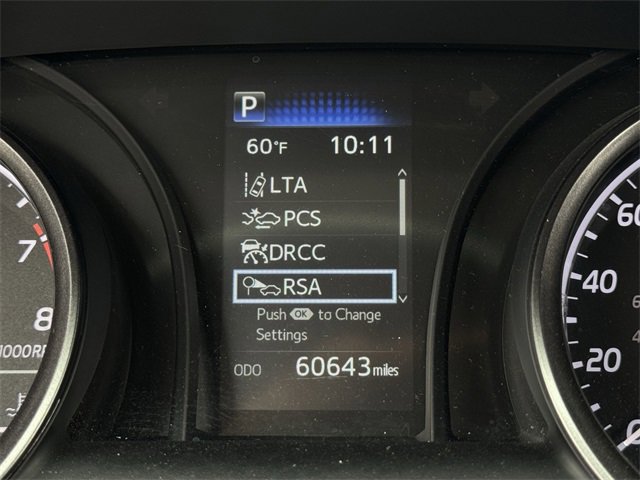 P
60°F 10:11
LTA
PCS
DRCC
RSA
Push OK to Change
Settings
ODO 60643 miles
7
8
60
40
20
0